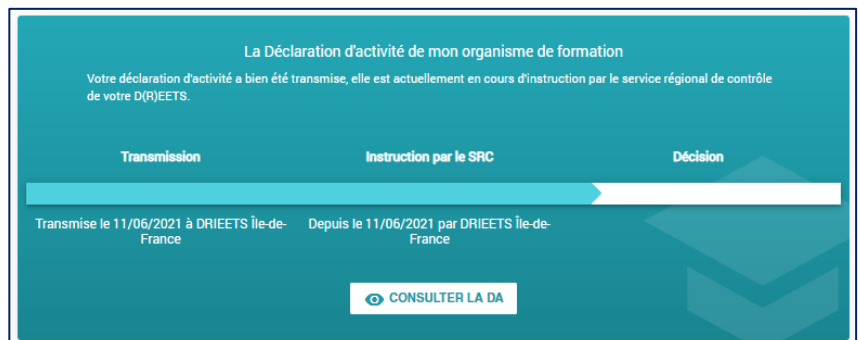 La Déclaration d'activité de mon organisme de formation
Votre déclaration d'activité a bien été transmise, elle est actuellement en cours d'instruction par le service régional de contrôle
de votre D(R)EETS.
Transmission
Instruction par le SRC
Décision
Transmise le 11/06/2021 à DRIEETS Île-de-
France
Depuis le 11/06/2021 par DRIEETS Île-de-
France
CONSULTER LA DA